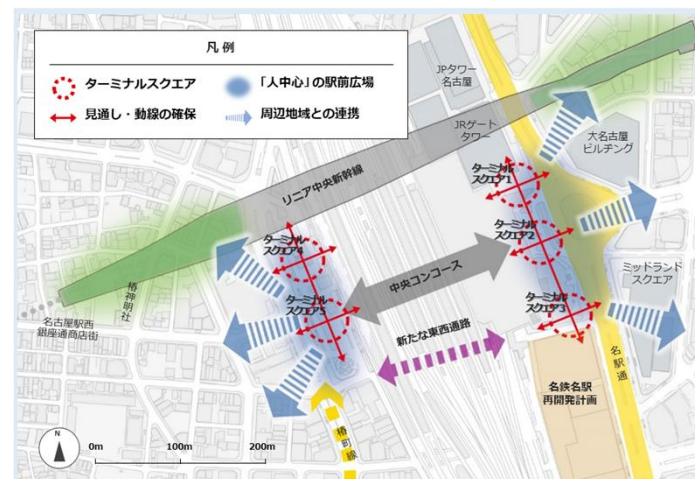 凡例
ターミナルスクエア
「人中心」の駅前広場
見通し・動線の確保
周辺地域との連携
JPタワー
名古屋
JRゲート
タワー
大名古屋
ビルヂング
リニア中央新幹線
ターミナル
スクエア1
ターミナル
スクエア2
ターミナル
スクエア4
中央コンコース
ミッドランド
スクエア
椿神明社
ターミナル
スクエア5
ターミナル
スクエア3
名古屋駅西
銀座通商店街
新たな東西通路
名駅通
名鉄名駅
再開発計画
椿町線
N
0m
100m
200m